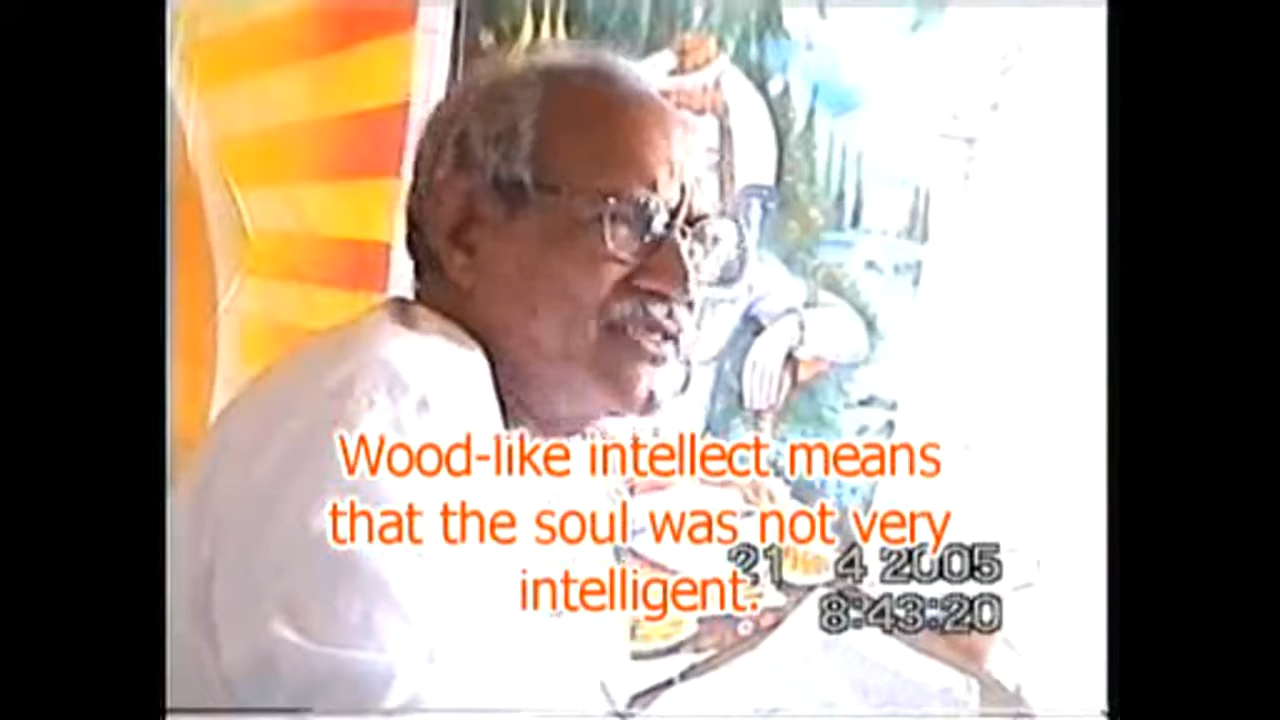 Wood-like intellect means
that the soul was not very
intelligent.
21 4 2005
8:43:20